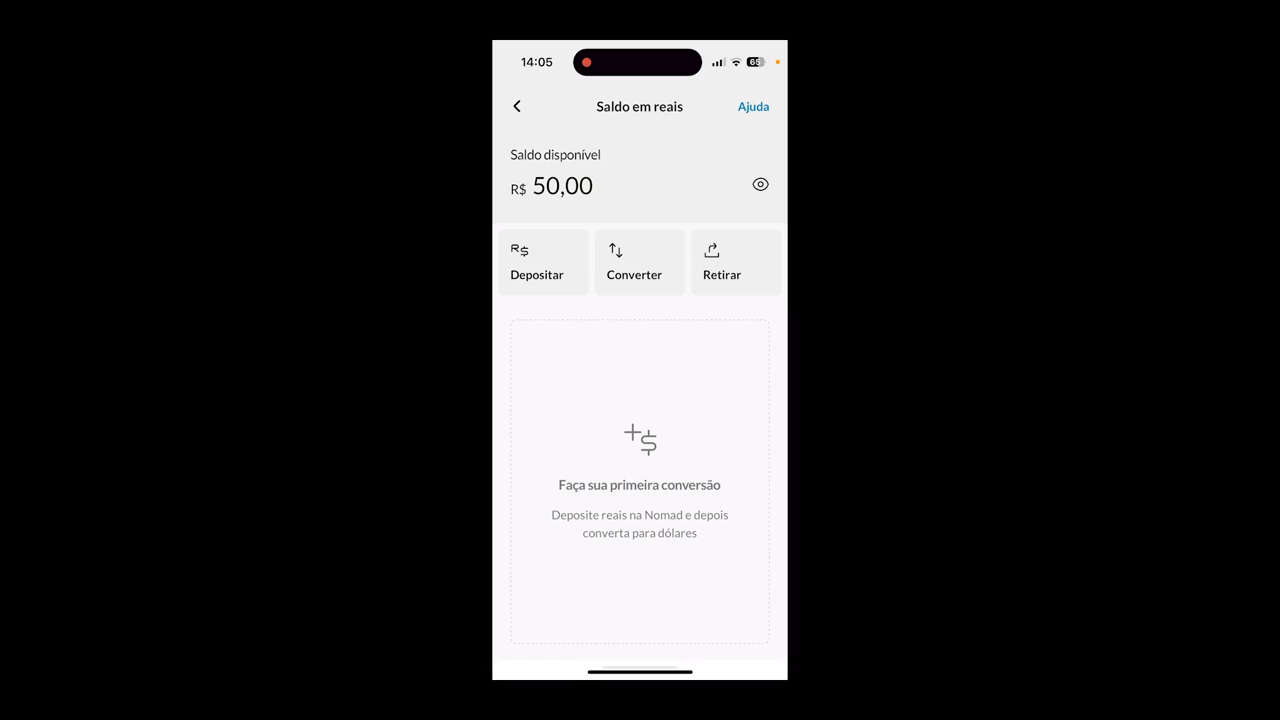 14:05
Saldo em reais
Ajuda
Saldo disponível
R$ 50,00
R$
Depositar
Converter
Retirar
+$
Faça sua primeira conversão
Deposite reais na Nomad e depois
converta para dólares